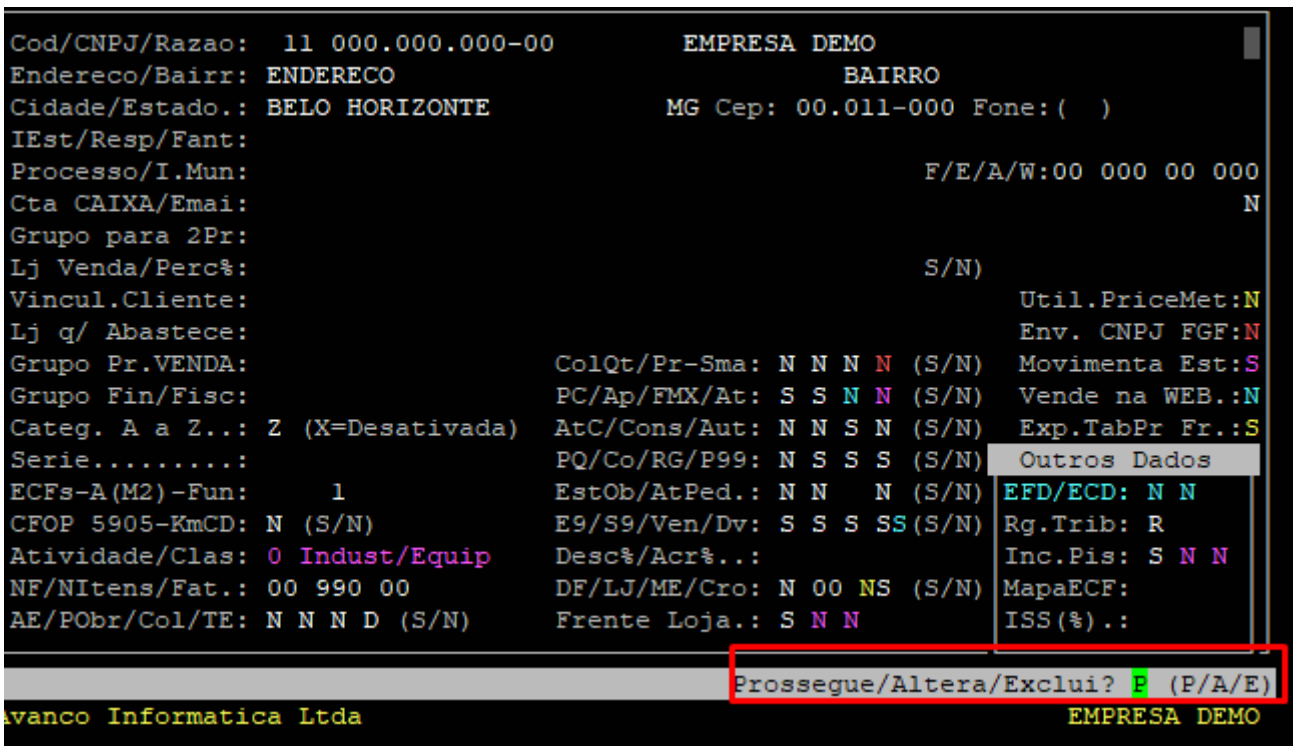 Cod/CNPJ/Razao: 11 000.000.000-00 EMPRESA DEMO
Endereco/Bairr: ENDERECO BAIRRO
Cidade/Estado.: BELO HORIZONTE MG Cep: 00.011-000 Fone:( )
IEst/Resp/Fant:
Processo/I.Mun: F/E/A/W:00 000 00 000
Cta CAIXA/Emai: N
Grupo para 2Pr:
Lj Venda/Perc%: S/N)
Vincul.Cliente: Util.PriceMet:N
Lj q/ Abastece: Env. CNPJ FGF:N
Grupo Pr.VENDA: ColQt/Pr-Sma: N N N N (S/N) Movimenta Est:S
Grupo Fin/Fisc: PC/Ap/FMX/At: S S N N (S/N) Vende na WEB.:N
Categ. A a Z..: Z (X=Desativada) AtC/Cons/Aut: N N S N (S/N) Exp.TabPr Fr.:S
Serie.........: PQ/Co/RG/P99: N S S S (S/N) Outros Dados
ECFs-A(M2)-Fun: 1 EstOb/AtPed.: N N N (S/N) EFD/ECD: N N
CFOP 5905-KmCD: N (S/N) E9/S9/Ven/Dv: S S S SS(S/N) Rg.Trib: R
Atividade/Clas: 0 Indust/Equip Desc%/Acr%..: Inc.Pis: S N N
NF/NItens/Fat.: 00 990 00 DF/LJ/ME/Cro: N 00 NS (S/N) MapaECF:
AE/PObr/Col/TE: N N N D (S/N) Frente Loja.: S N N ISS(%).:
Prossegue/Altera/Exclui? P (P/A/E)
Avanco Informatica Ltda EMPRESA DEMO